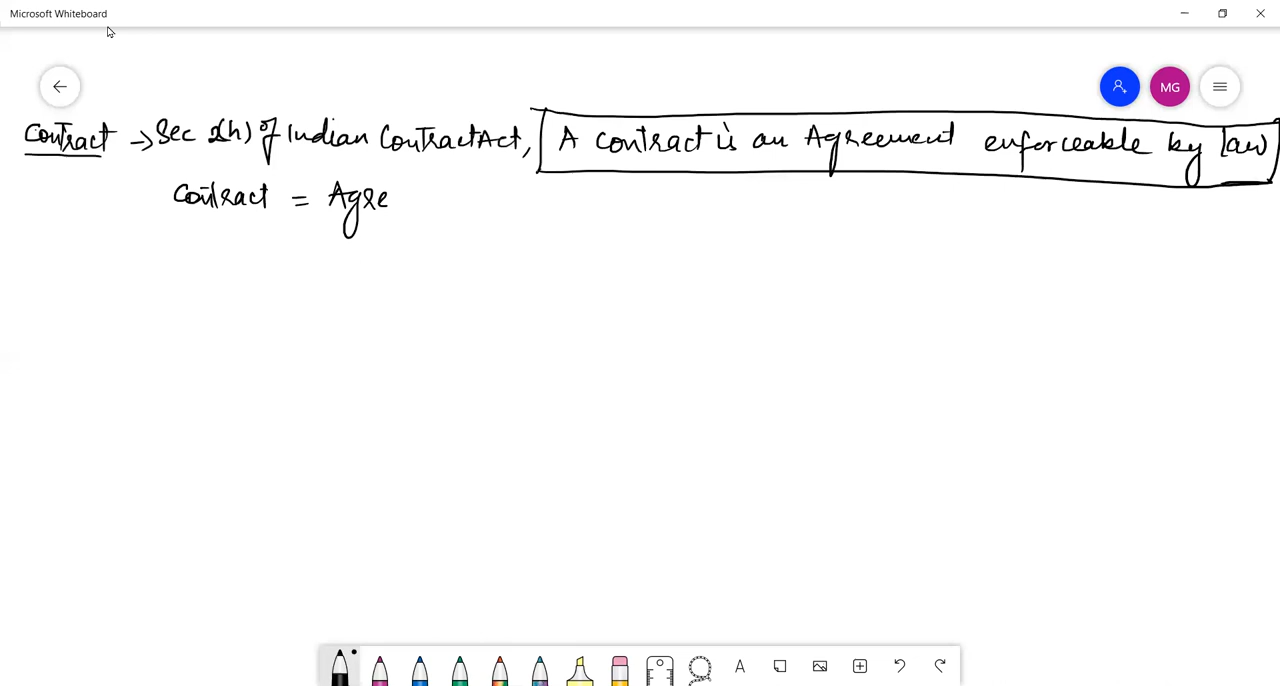 Microsoft Whiteboard
MG
Contract → Sec 2(h) of Indian Contract Act, A contract is an Agreement enforceable by law
Contract = Agre
A